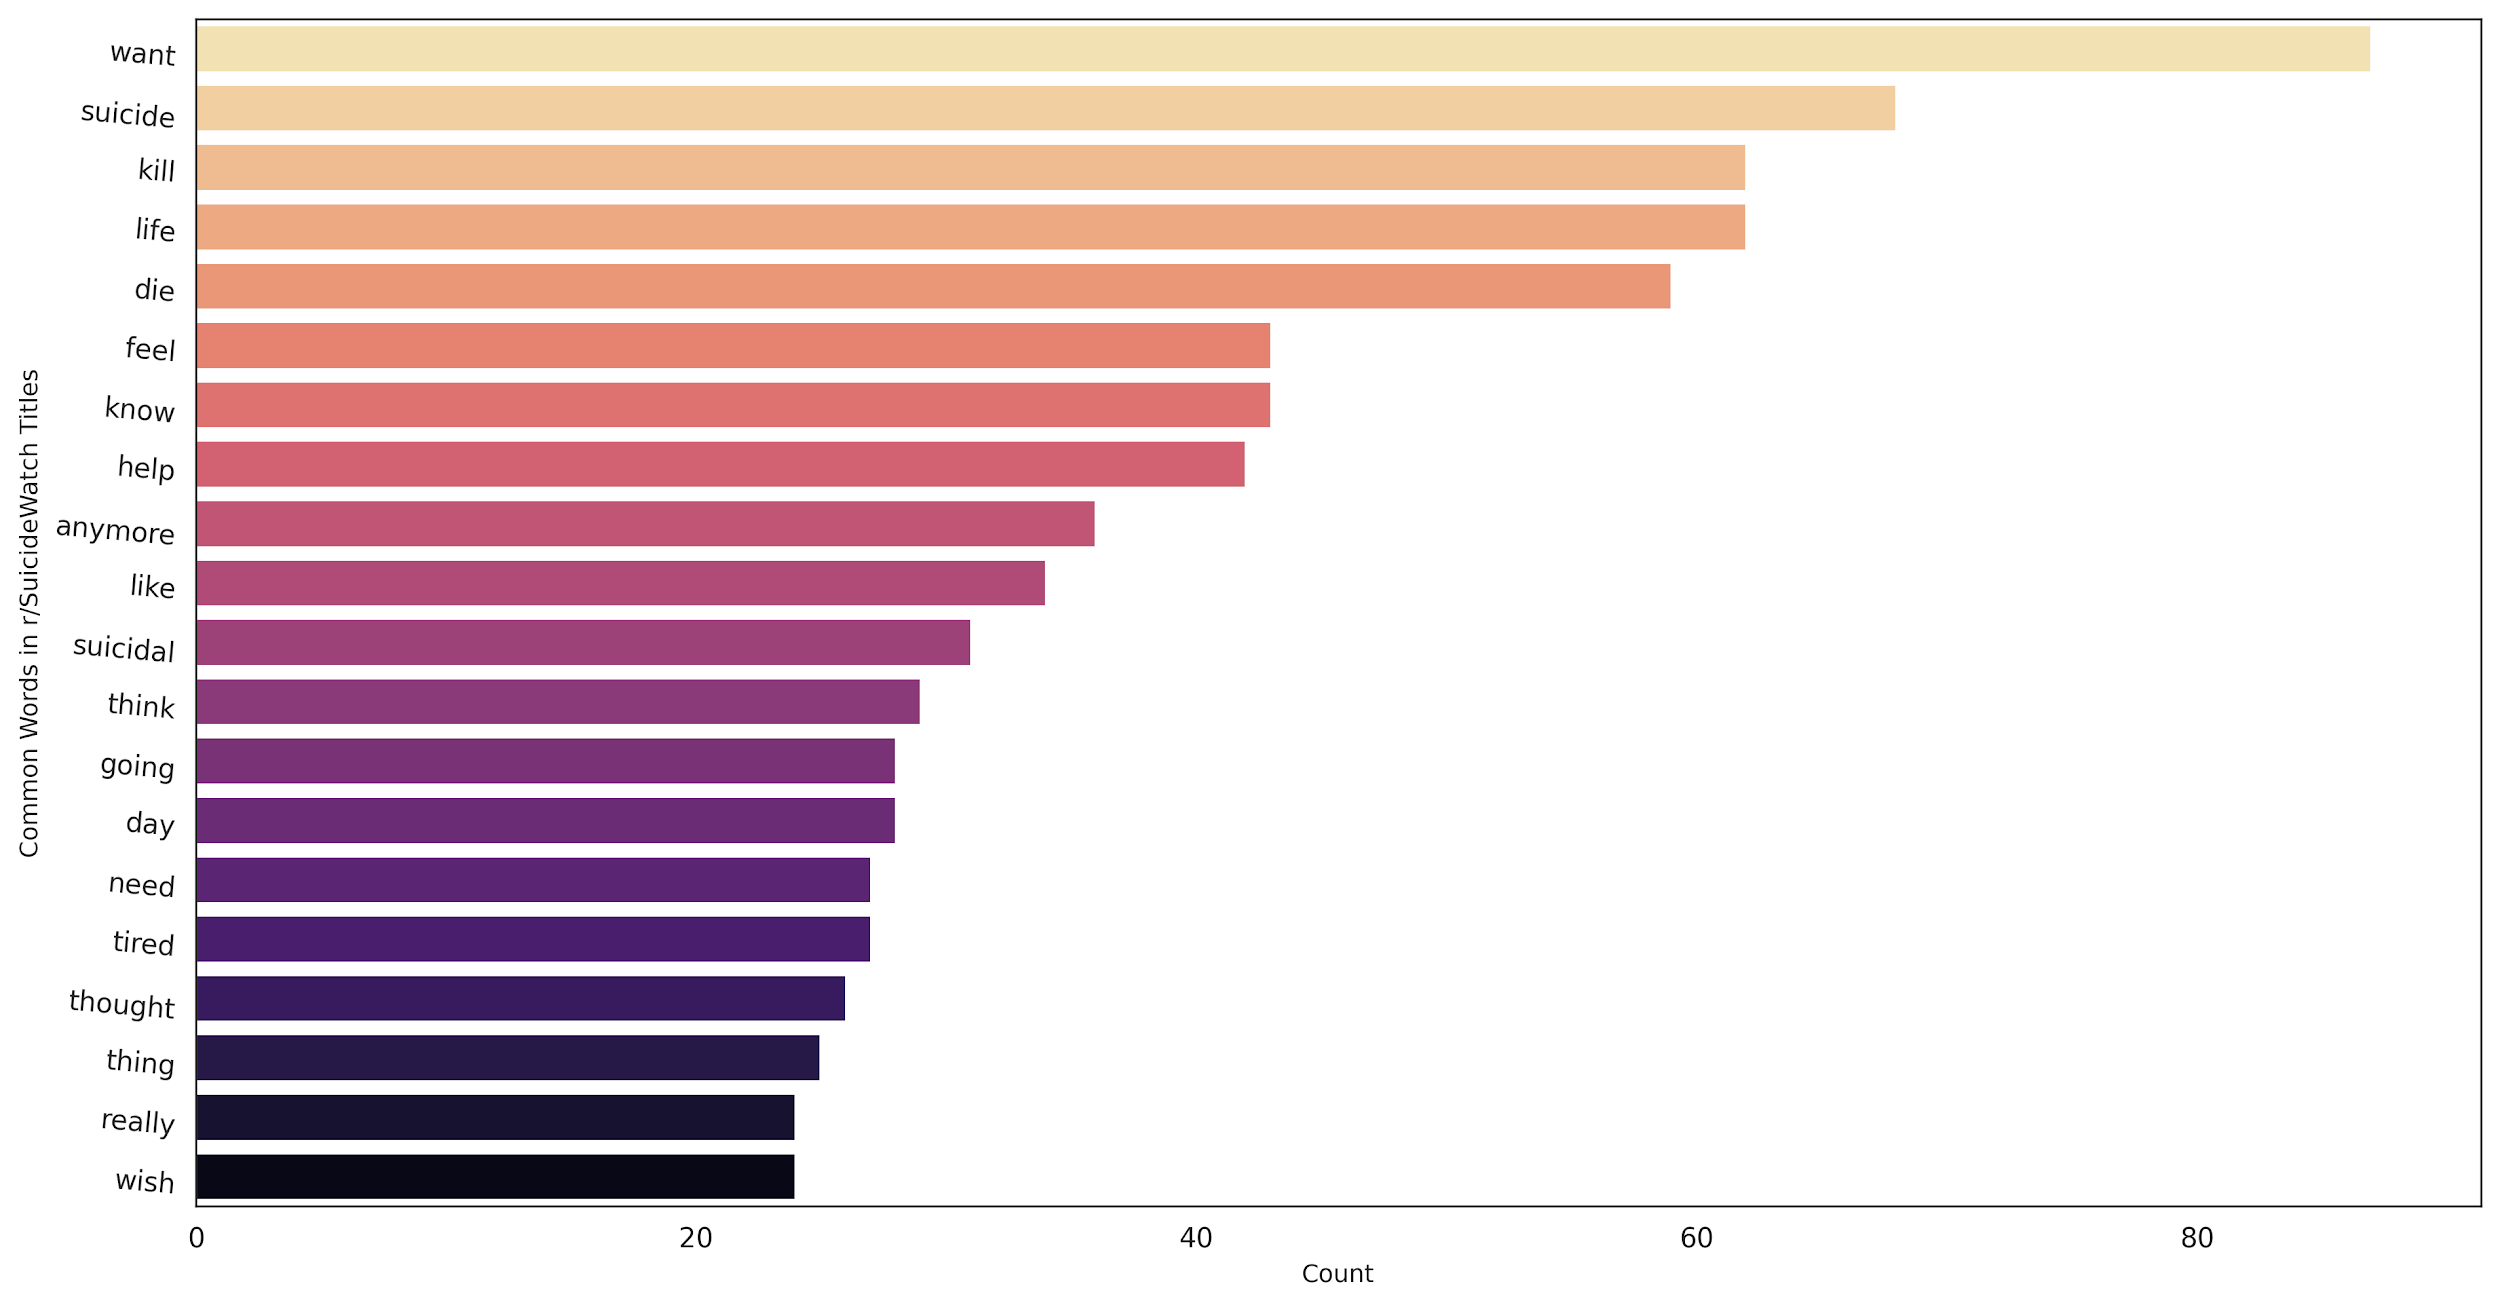 Common Words in r/SuicideWatch Titles
want
suicide
kill
life
die
feel
know
help
anymore
like
suicidal
think
going
day
need
tired
thought
thing
really
wish
0 20 40 60 80
Count